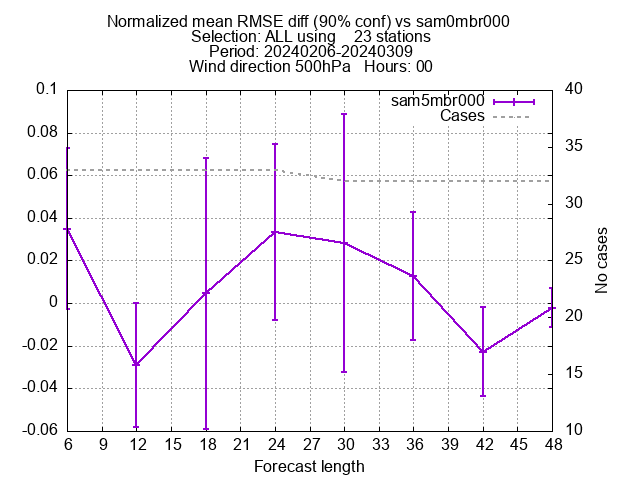 Normalized mean RMSE diff (90% conf) vs sam0mbr000
Selection: ALL using    23 stations
Period: 20240206-20240309
Wind direction 500hPa   Hours: 00
sam5mbr000
Cases
0.1
0.08
0.06
0.04
0.02
0
-0.02
-0.04
-0.06
40
35
30
25
20
15
10
No cases
6 9 12 15 18 21 24 27 30 33 36 39 42 45 48
Forecast length